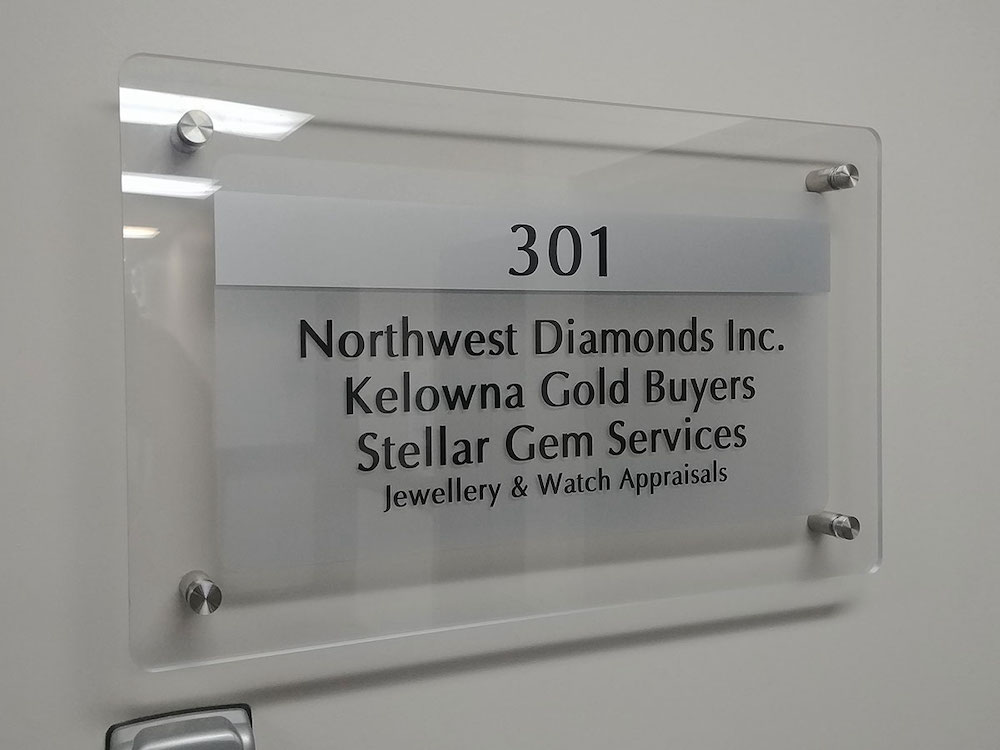 301
Northwest Diamonds Inc.
Kelowna Gold Buyers
Stellar Gem Services
Jewellery & Watch Appraisals